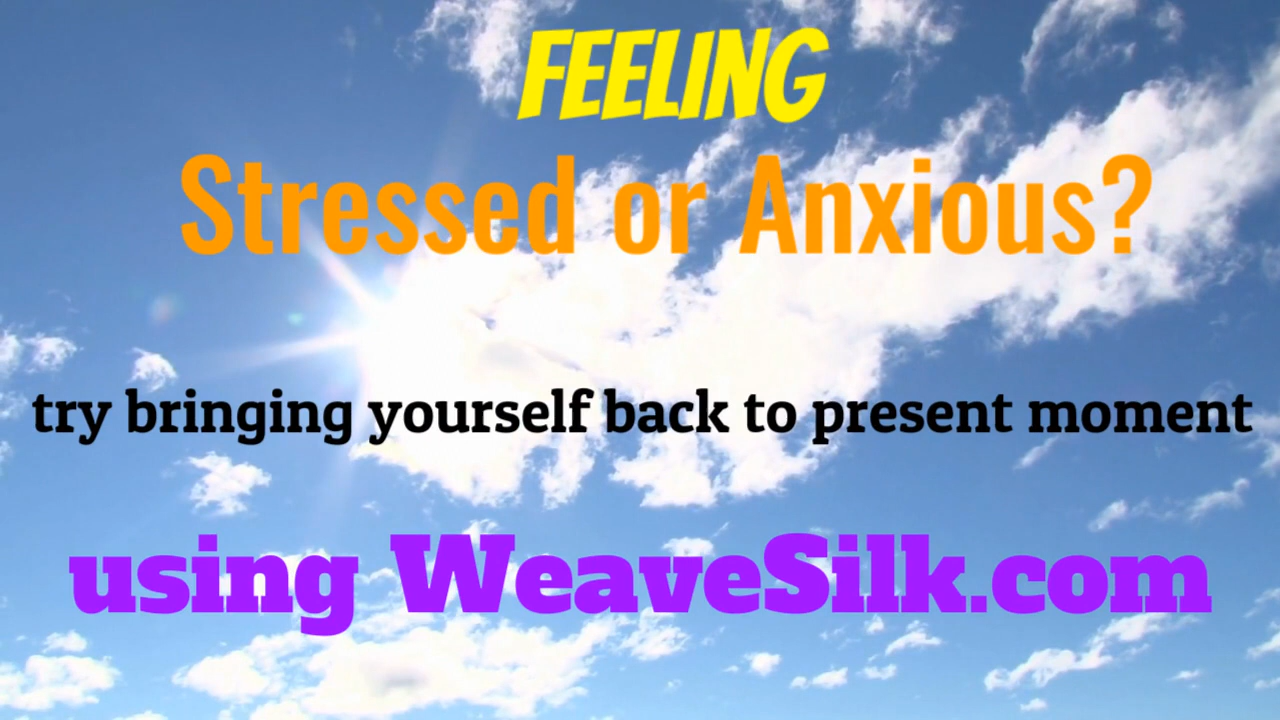 FEELING
Stressed or Anxious?
try bringing yourself back to present moment
using WeaveSilk.com